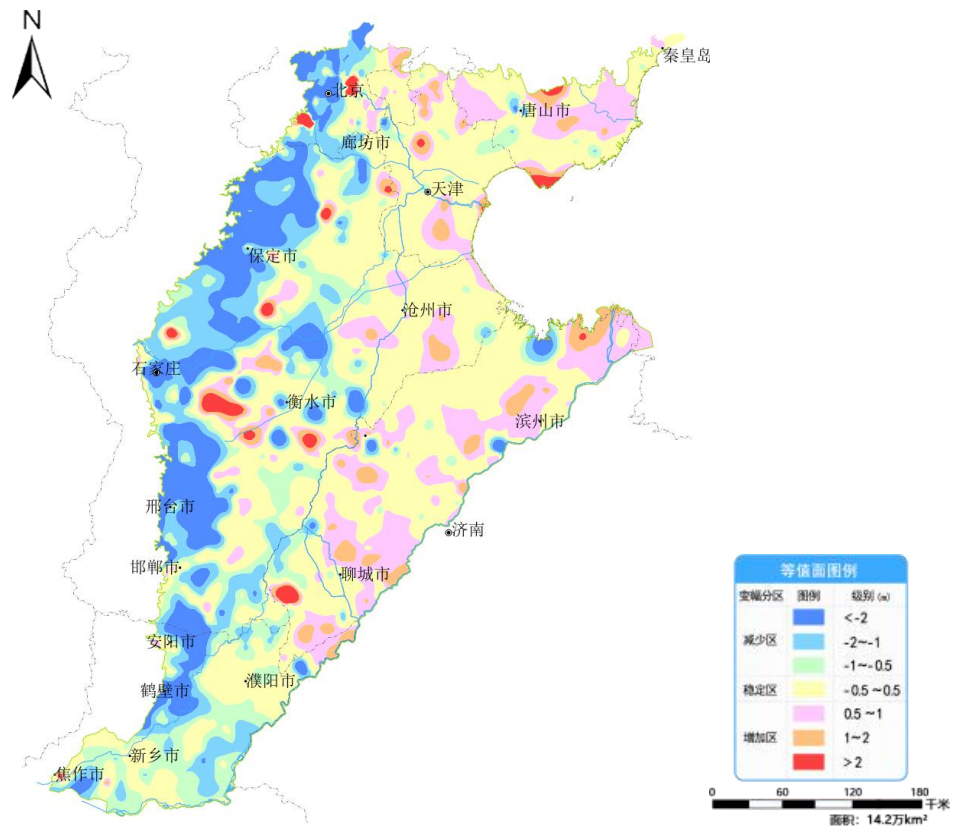 N
秦皇岛
北京
唐山市
廊坊市
天津
保定市
沧州市
石家庄
衡水市
滨州市
邢台市
济南
邯郸市
聊城市
安阳市
鹤壁市
濮阳市
新乡市
焦作市
等值面图例
变幅分区 图例 级别 (m)
减少区
<-2
-2~-1
-1~-0.5
稳定区 -0.5~0.5
增加区
0.5~1
1~2
>2
0 60 120 180
千米
面积：14.2万km²